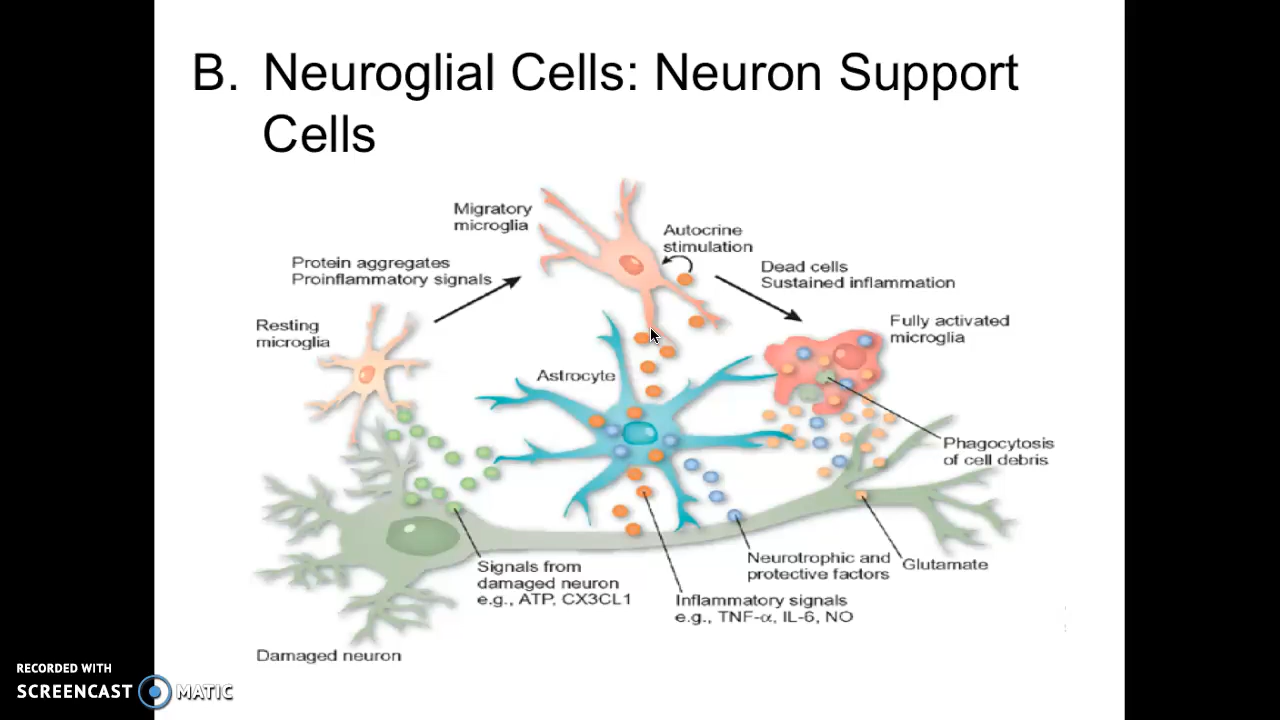 B. Neuroglial Cells: Neuron Support
Cells
Migratory
microglia
Autocrine
stimulation
Protein aggregates
Proinflammatory signals
Dead cells
Sustained inflammation
Resting
microglia
Fully activated
microglia
Astrocyte
Phagocytosis
of cell debris
Signals from
damaged neuron
e.g., ATP, CX3CL1
Neurotrophic and
protective factors
Glutamate
Inflammatory signals
e.g., TNF-α, IL-6, NO
Damaged neuron
RECORDED WITH
SCREENCAST MATIC